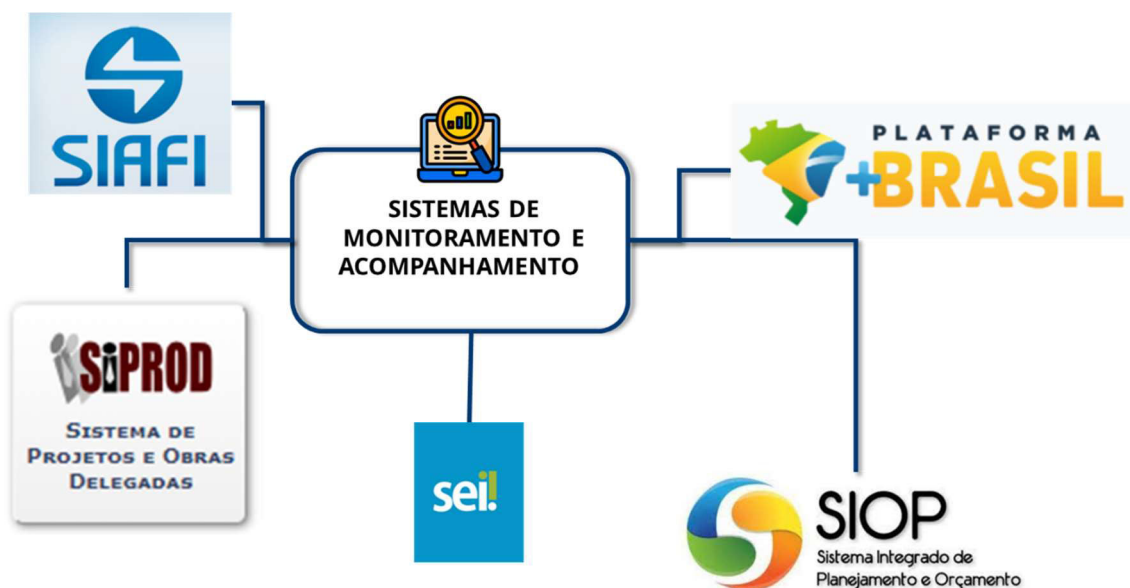 SIAFI
SISTEMAS DE
MONITORAMENTO E
ACOMPANHAMENTO
PLATAFORMA
+BRASIL
SiPROD
SISTEMA DE
PROJETOS E OBRAS
DELEGADAS
sei!
SIOP
Sistema Integrado de
Planejamento e Orçamento